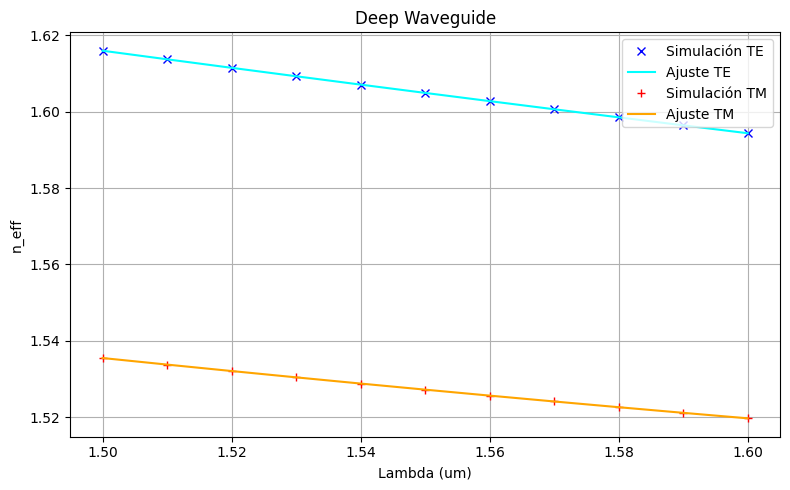 Deep Waveguide
1.62
1.60
1.58
1.56
1.54
1.52
n_eff
Simulación TE
Ajuste TE
Simulación TM
Ajuste TM
1.50
1.52
1.54
1.56
1.58
1.60
Lambda (um)